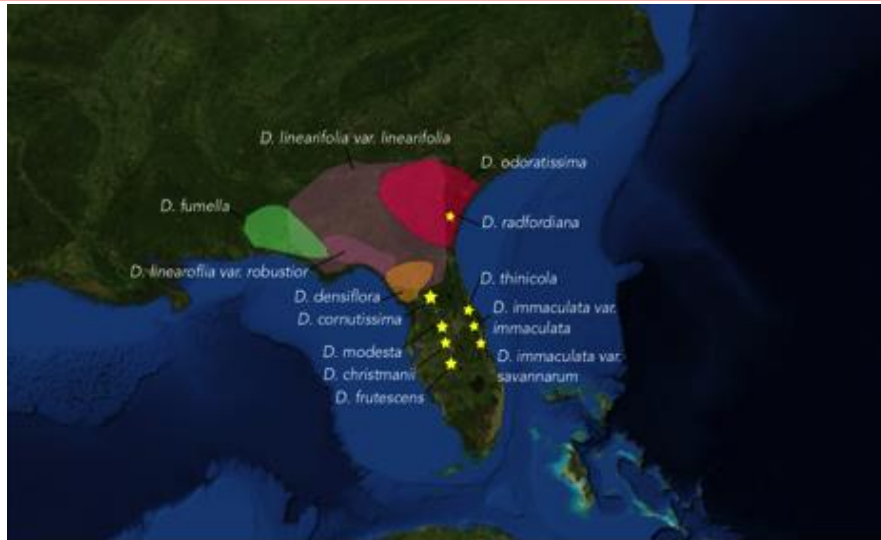 D. linearifolia var. linearifolia
D. odoratissima
D. fumella
D. radfordiana
D. linearoflia var. robustior
D. thinicola
D. densiflora
D. cornutissima
D. immaculata var.
immaculata
D. modesta
D. immaculata var.
savannarum
D. christmanii
D. frutescens